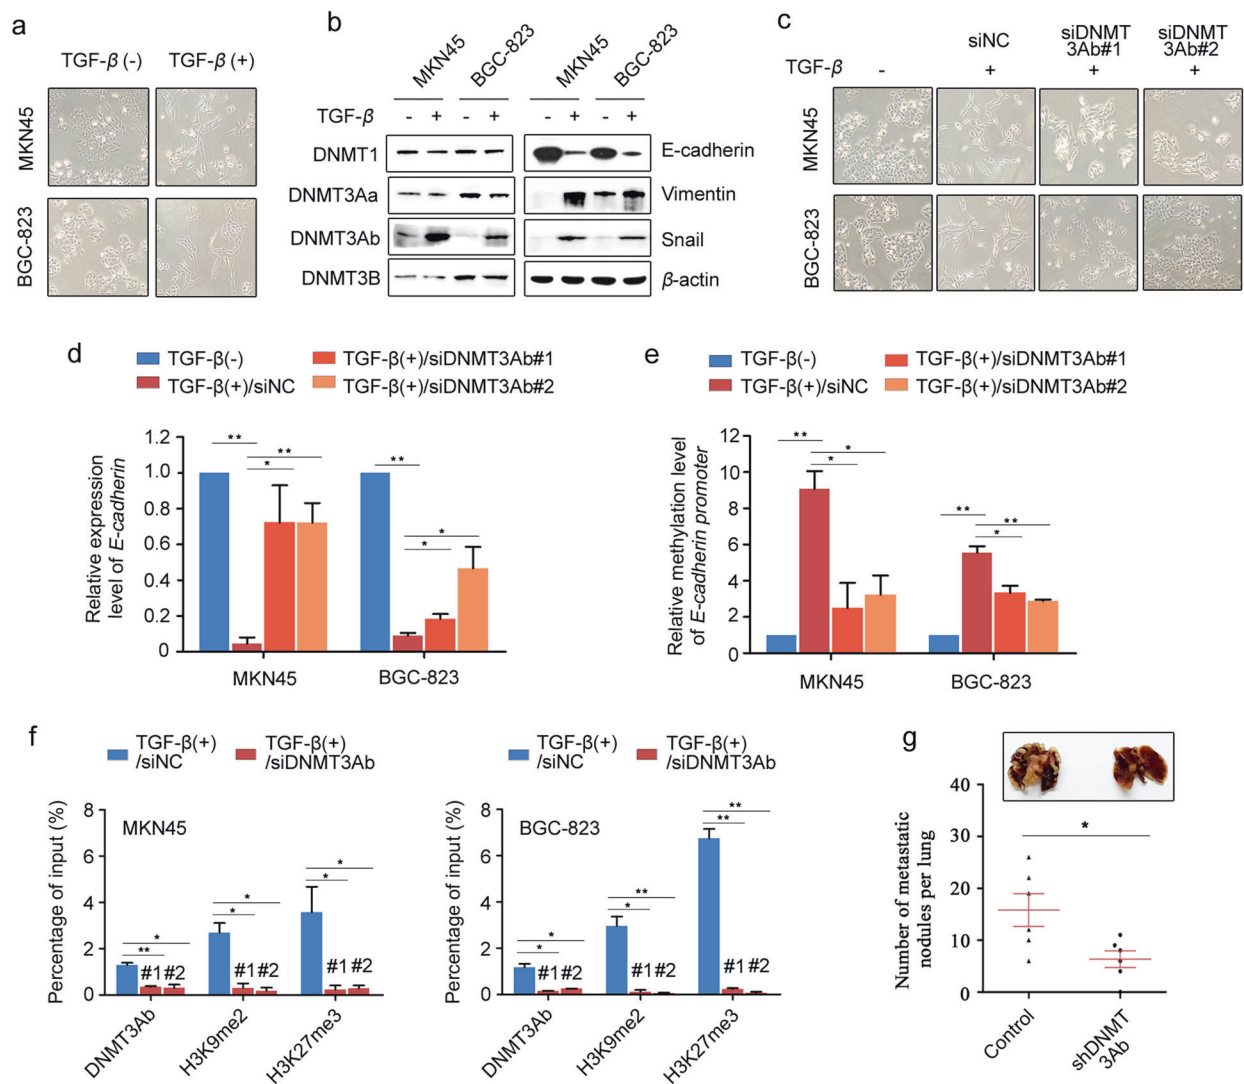 a
TGF-β (-) TGF-β (+)
MKN45
BGC-823
b
MKN45 BGC-823 MKN45 BGC-823
TGF-β - + - + - + - +
DNMT1 E-cadherin
DNMT3Aa Vimentin
DNMT3Ab Snail
DNMT3B β-actin
c
siNC siDNMT siDNMT
3Ab#1 3Ab#2
TGF-β - + + +
MKN45
BGC-823
d
TGF-β(-) TGF-β(+)/siDNMT3Ab#1
TGF-β(+)/siNC TGF-β(+)/siDNMT3Ab#2
Relative expression
level of E-cadherin
1.2
1.0
0.8
0.6
0.4
0.2
0
** * ** ** * *
MKN45 BGC-823
e
TGF-β(-) TGF-β(+)/siDNMT3Ab#1
TGF-β(+)/siNC TGF-β(+)/siDNMT3Ab#2
Relative methylation level
of E-cadherin promoter
12
10
8
6
4
2
0
** * * ** * **
MKN45 BGC-823
f
TGF-β(+) TGF-β(+)
/siNC /siDNMT3Ab
MKN45
Percentage of input (%)
8
6
4
2
0
** * * * * *
#1 #2 #1 #2 #1 #2
DNMT3Ab H3K9me2 H3K27me3
TGF-β(+) TGF-β(+)
/siNC /siDNMT3Ab
BGC-823
Percentage of input (%)
8
6
4
2
0
* * * ** ** **
#1 #2 #1 #2 #1 #2
DNMT3Ab H3K9me2 H3K27me3
g
Number of metastatic
nodules per lung
40
30
20
10
0
*
Control shDNMT
3Ab